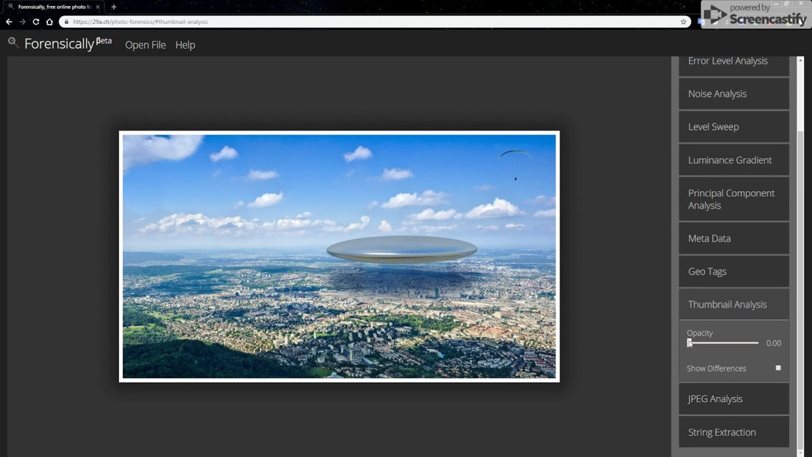 Forensically, free online photo fo
https://29a.ch/photo-forensics/#thumbnail-analysis
powered by
Screencastify
Forensically βeta
Open File
Help
Error Level Analysis
Noise Analysis
Level Sweep
Luminance Gradient
Principal Component
Analysis
Meta Data
Geo Tags
Thumbnail Analysis
Opacity
0.00
Show Differences
JPEG Analysis
String Extraction